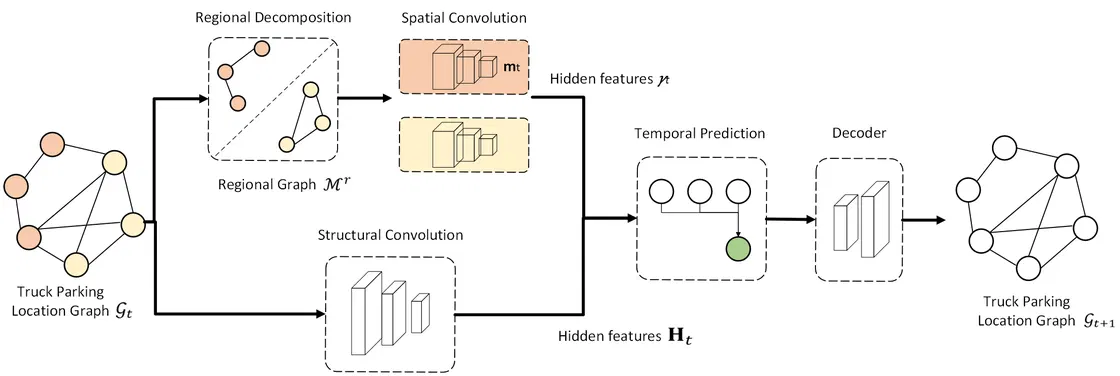 Regional Decomposition
Spatial Convolution
mt
Hidden features 𝓇t
Temporal Prediction
Decoder
Regional Graph ℳʳ
Structural Convolution
Truck Parking
Location Graph 𝒢ₜ
Hidden features 𝐇ₜ
Truck Parking
Location Graph 𝒢ₜ₊₁